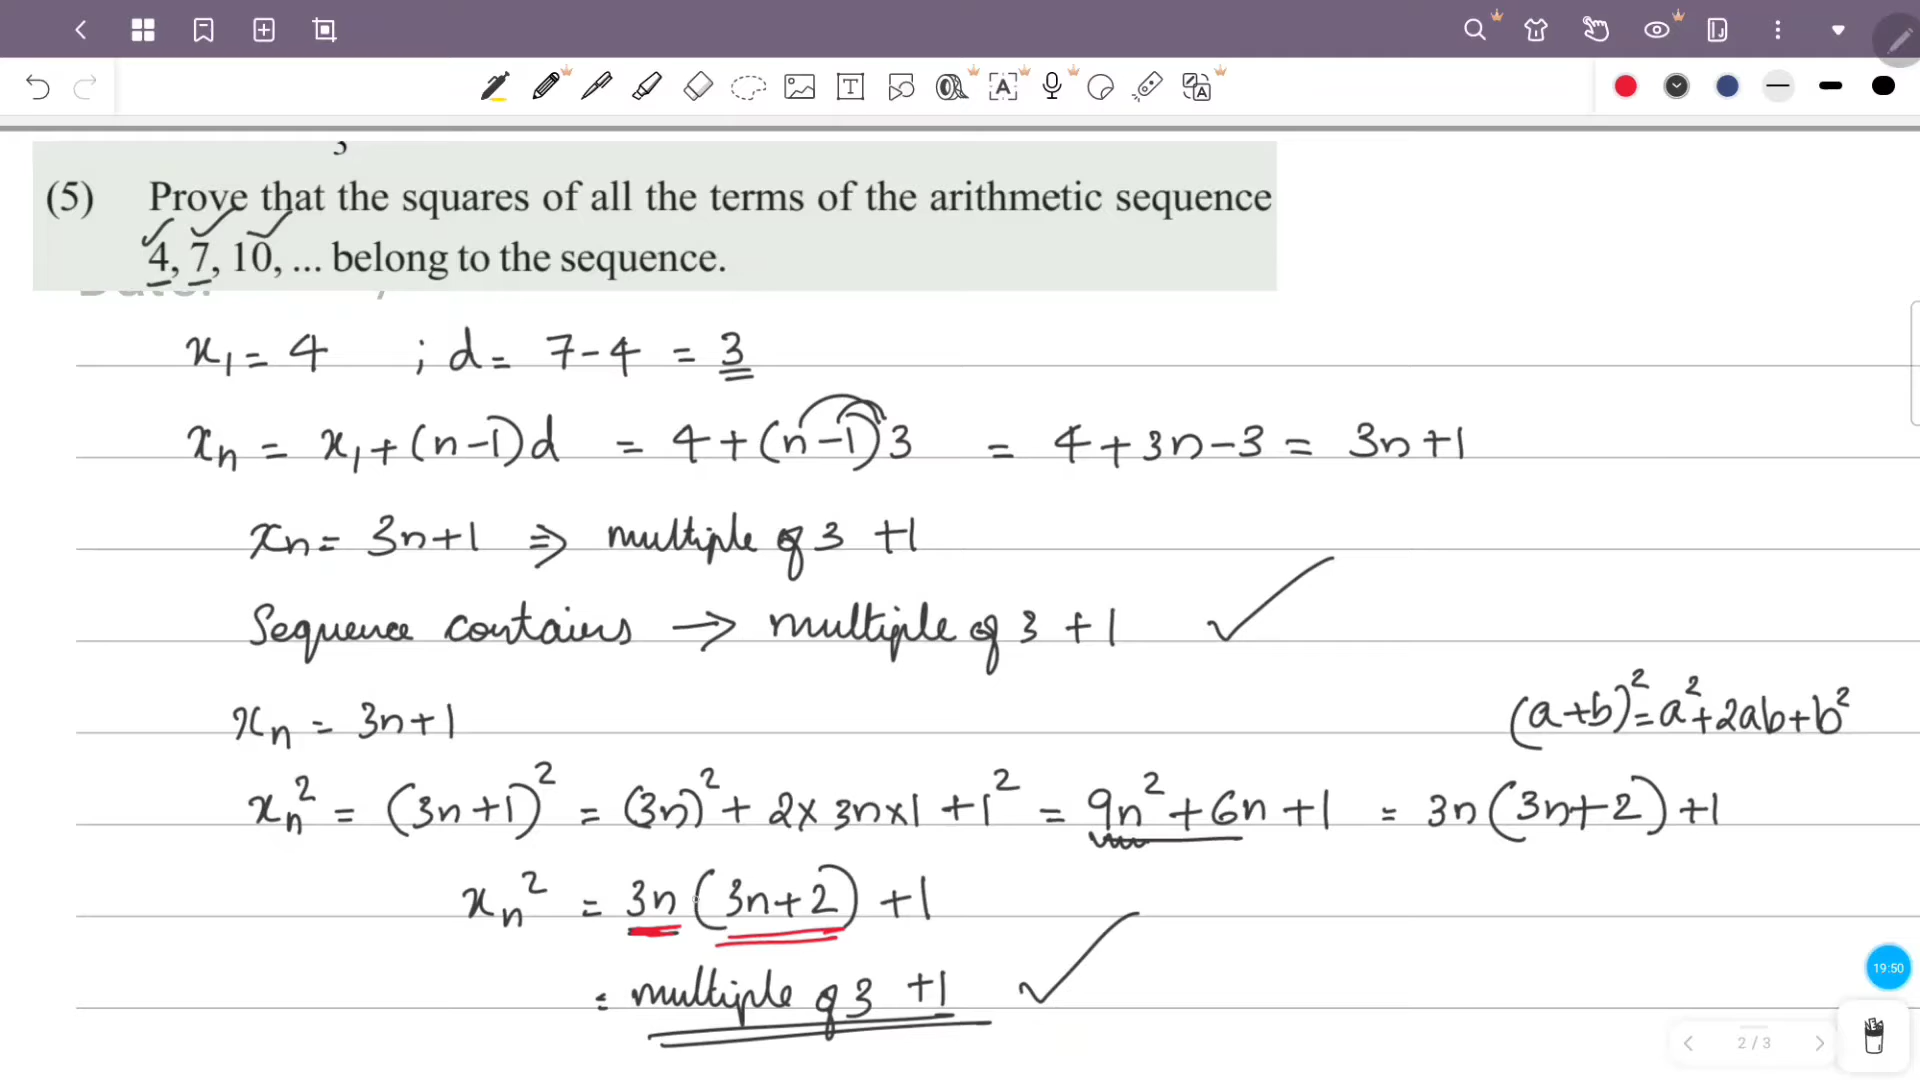 (5) Prove that the squares of all the terms of the arithmetic sequence
4, 7, 10, ... belong to the sequence.
x₁ = 4 ; d = 7-4 = 3
xₙ = x₁+(n-1)d = 4+(n-1)3 = 4+3n-3 = 3n+1
xₙ = 3n+1 ⇒ multiple of 3 +1
Sequence contains → multiple of 3 +1
xₙ = 3n+1
(a+b)² = a²+2ab+b²
xₙ² = (3n+1)² = (3n)² + 2×3n×1 +1² = 9n²+6n+1 = 3n(3n+2)+1
xₙ² = 3n(3n+2)+1
= multiple of 3 +1
19:50
2/3